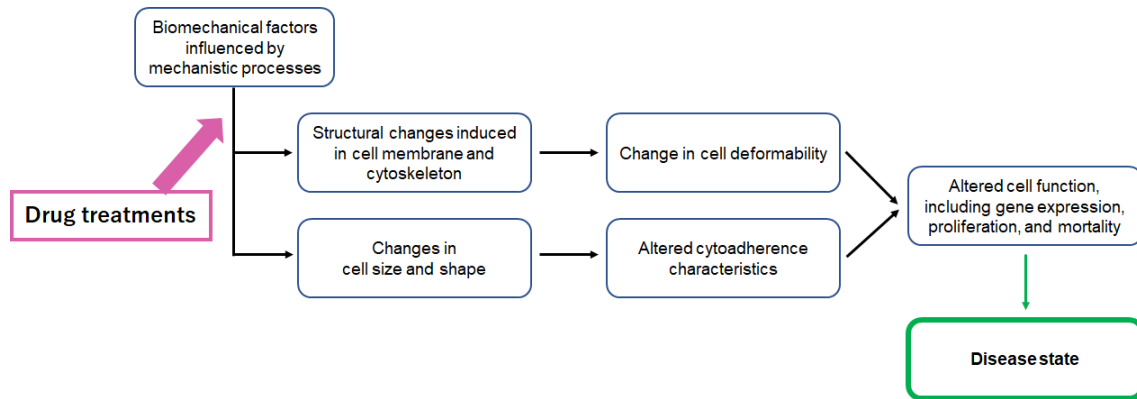 Biomechanical factors
influenced by
mechanistic processes
Structural changes induced
in cell membrane and
cytoskeleton
Change in cell deformability
Altered cell function,
including gene expression,
proliferation, and mortality
Drug treatments
Changes in
cell size and shape
Altered cytoadherence
characteristics
Disease state